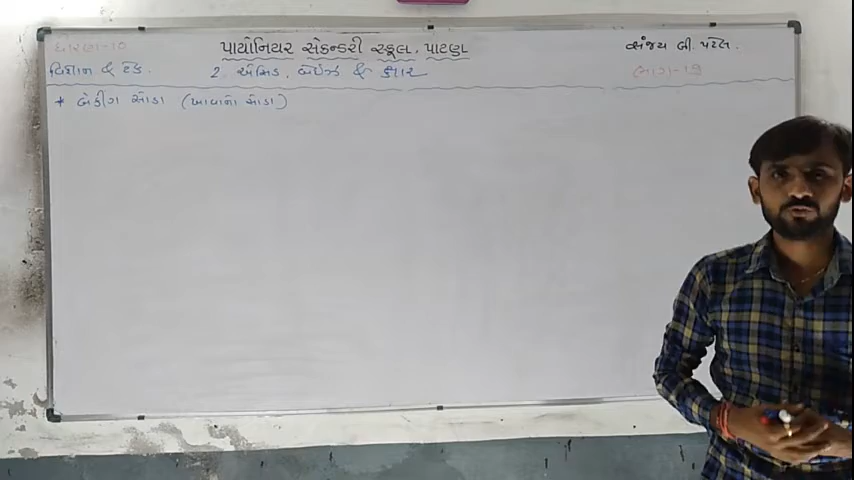 ધોરણ-10 પાયોનિયર સેકન્ડરી સ્કૂલ. પાટણ સંજય બી. પટેલ.
વિજ્ઞાન & ટેક. 2. એસિડ, બેઇઝ & ક્ષાર ભાગ-19
* બેકીંગ સોડા (ખાવાનો સોડા)